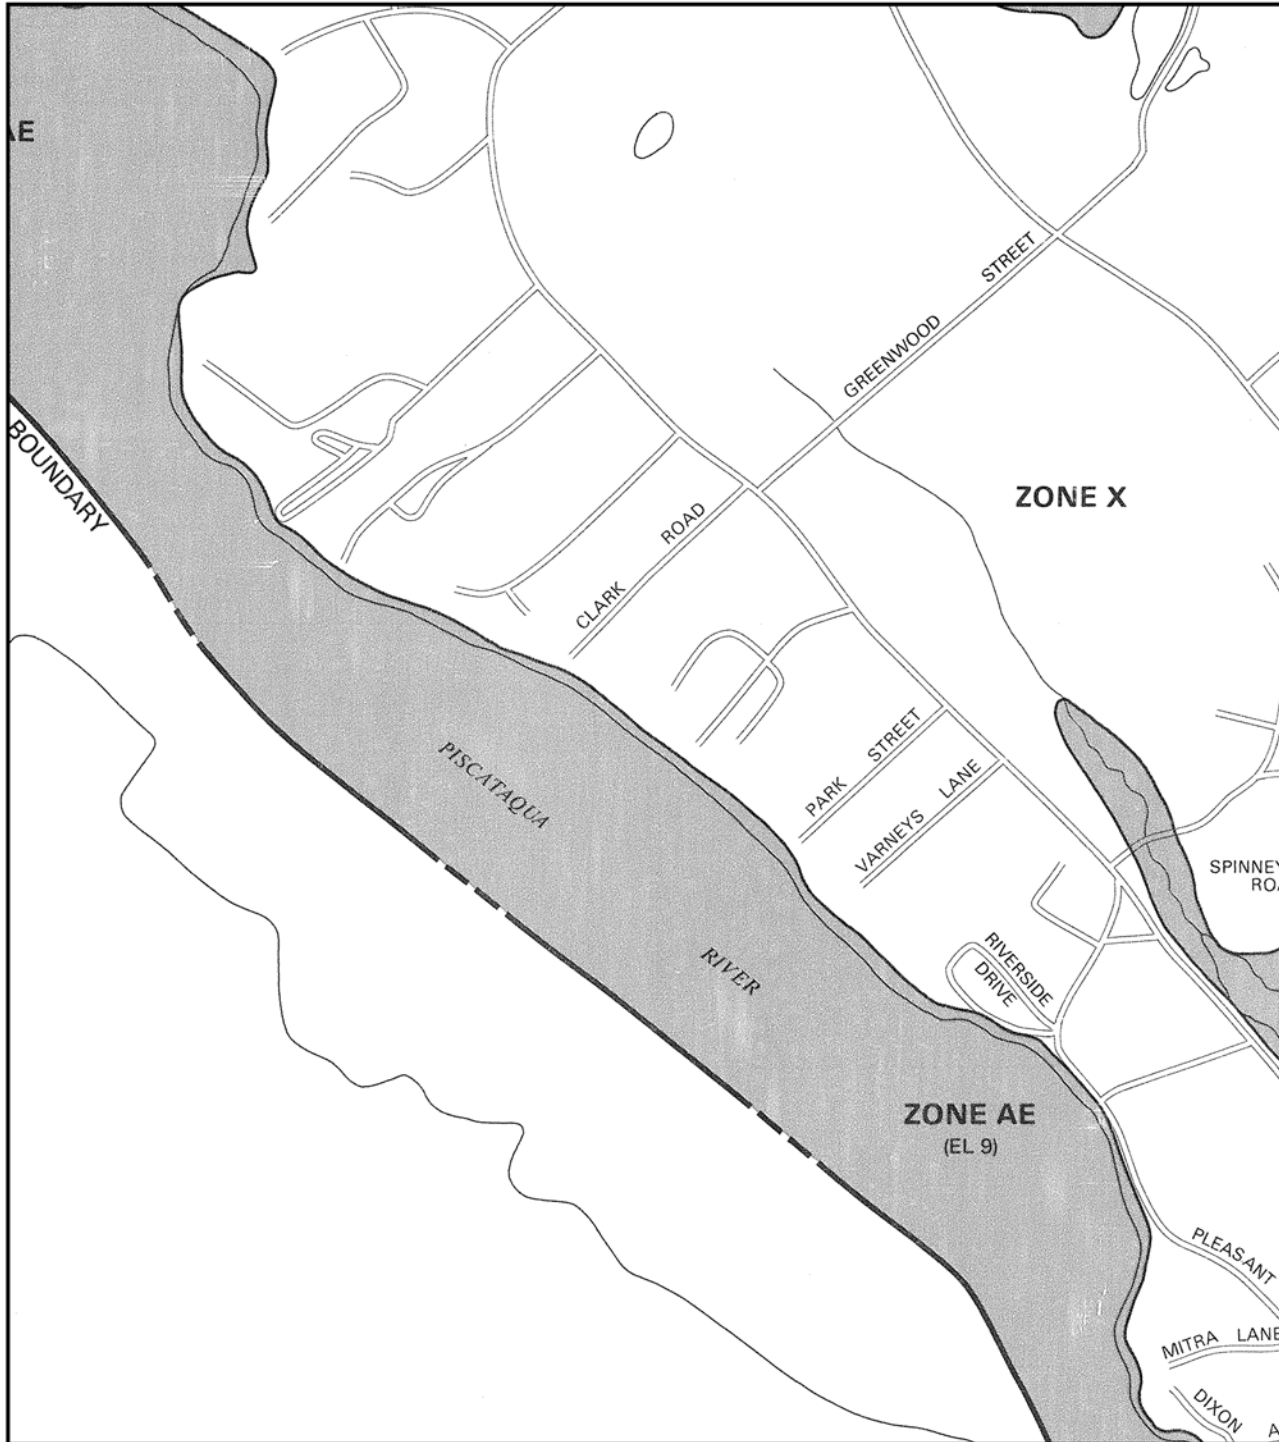 AE
GREENWOOD STREET
BOUNDARY
ZONE X
CLARK ROAD
PARK STREET
VARNEYS LANE
PISCATAQUA
RIVER
SPINNEY
RIVERSIDE
DRIVE
ZONE AE
(EL 9)
PLEASANT
MITRA LANE
DIXON